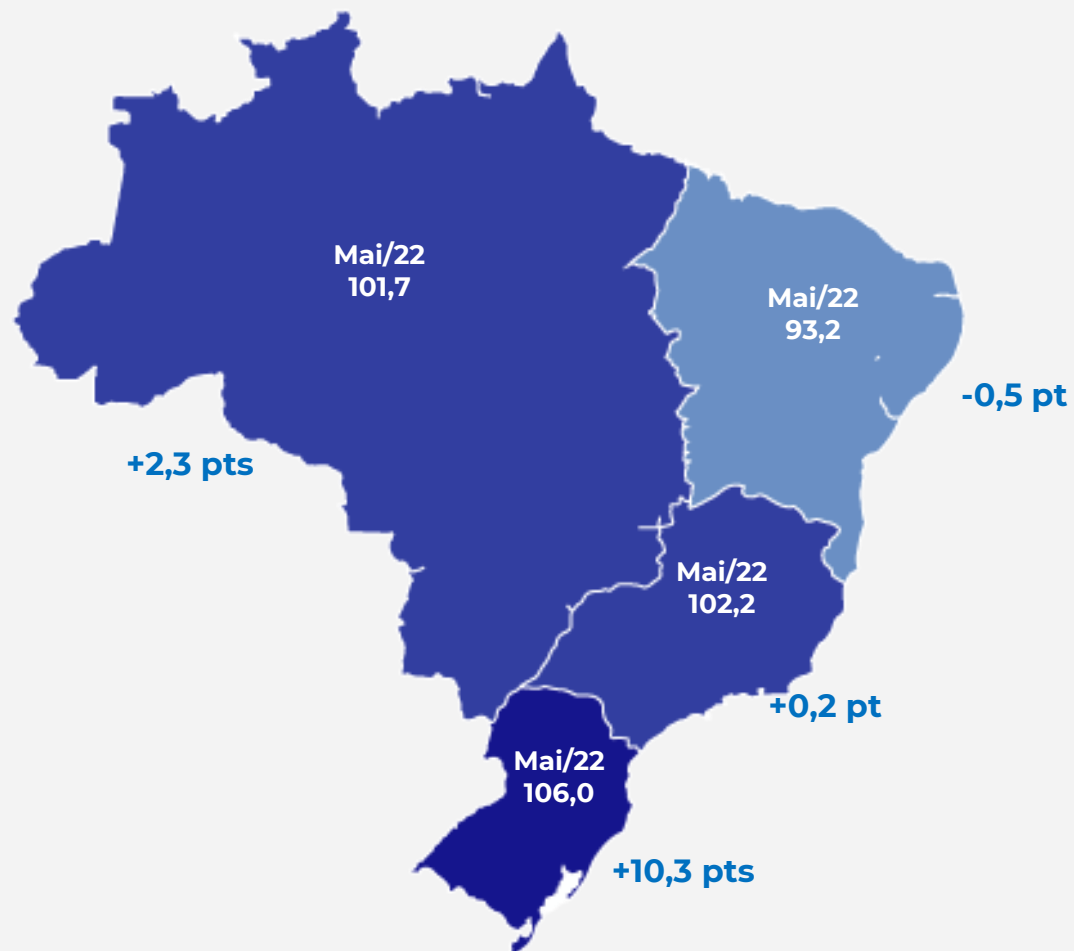 Mai/22
101,7
Mai/22
93,2
-0,5 pt
+2,3 pts
Mai/22
102,2
+0,2 pt
Mai/22
106,0
+10,3 pts